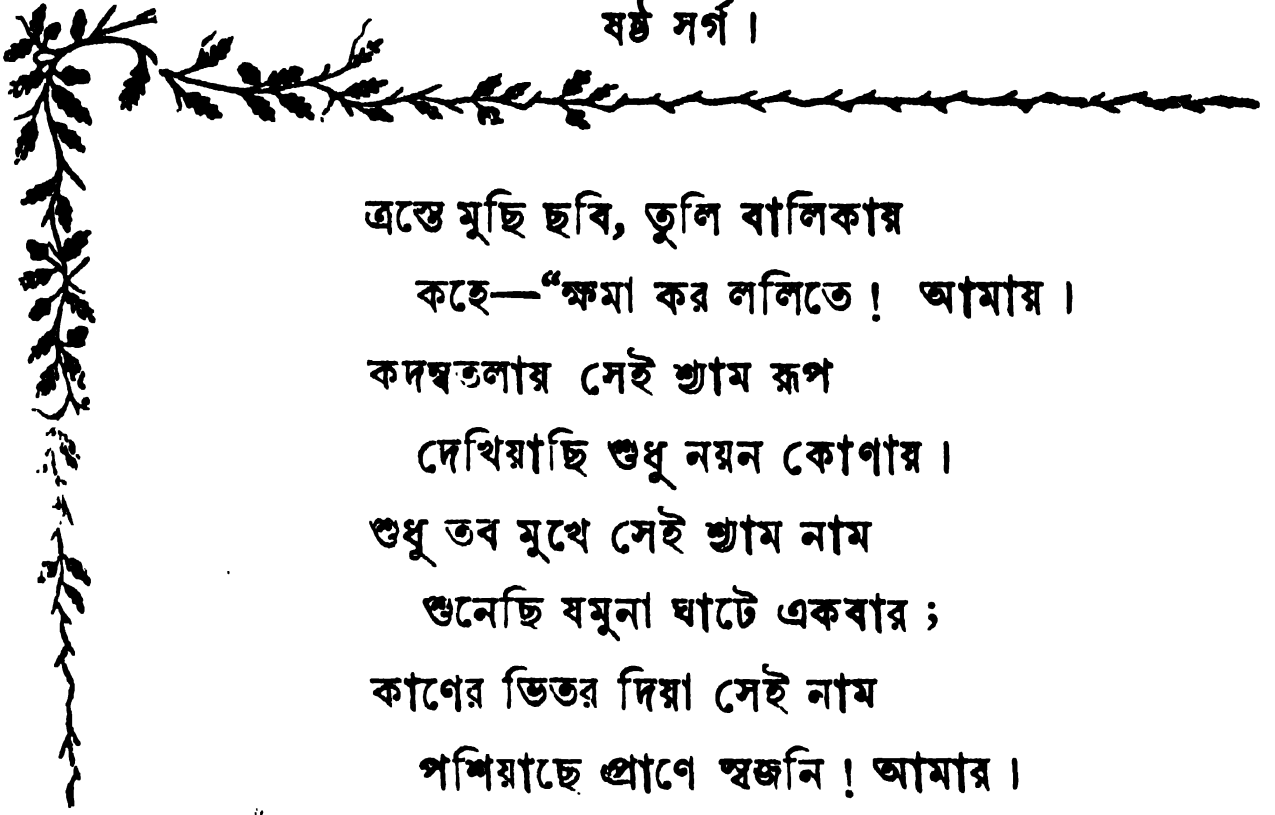 ষষ্ঠ সর্গ।
ত্রস্তে মুছি ছবি, তুলি বালিকায়
কহে—“ক্ষমা কর ললিতে ! আমায়।
কদম্বতলায় সেই শ্যাম রূপ
দেখিয়াছি শুধু নয়ন কোণায়।
শুধু তব মুখে সেই শ্যাম নাম
শুনেছি যমুনা ঘাটে একবার ;
কাণের ভিতর দিয়া সেই নাম
পশিয়াছে প্রাণে স্বজনি ! আমার।